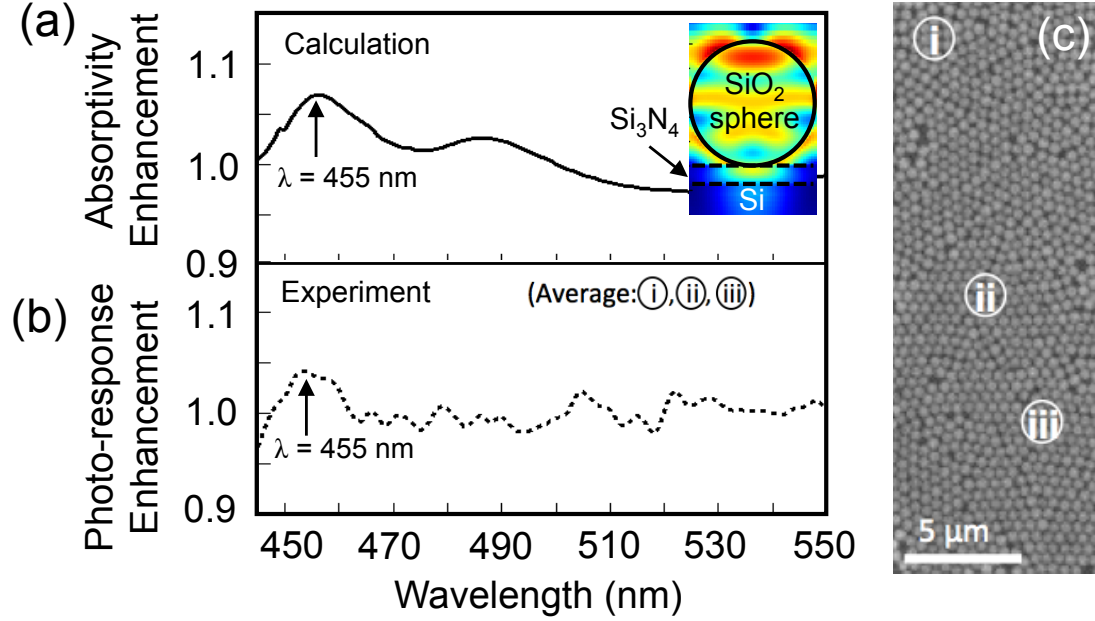 (a)
Absorptivity
Enhancement
1.1
1.0
0.9
Calculation
λ = 455 nm
SiO₂
sphere
Si₃N₄
Si
(b)
Photo-response
Enhancement
1.1
1.0
0.9
Experiment
(Average:ⓘ,ⓘⓘ,ⓘⓘⓘ)
λ = 455 nm
450 470 490 510 530 550
Wavelength (nm)
(c)
i
ii
iii
5 μm